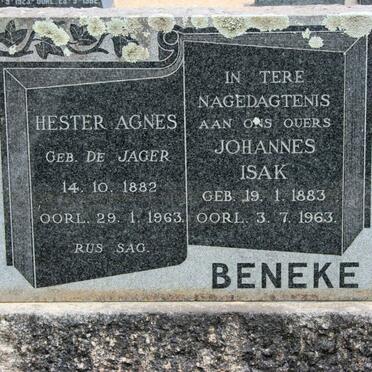 HESTER AGNES
GEB. DE JAGER
14. 10. 1882
OORL. 29. 1. 1963.
RUS SAG.
IN TERE
NAGEDAGTENIS
AAN ONS OUERS
JOHANNES
ISAK
GEB. 19. 1. 1883
OORL. 3. 7. 1963.
BENEKE